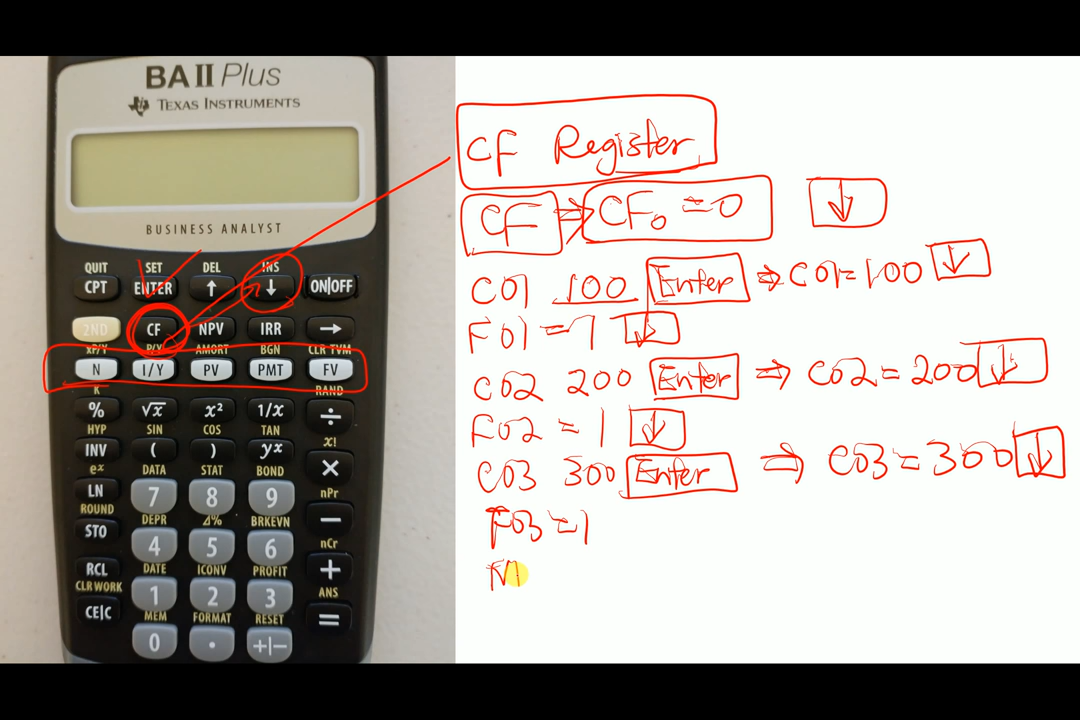 BA II Plus
TEXAS INSTRUMENTS
BUSINESS ANALYST
QUIT SET DEL INS
CPT ENTER ↑ ↓ ON|OFF
2ND CF NPV IRR →
xP/Y P/Y AMORT BGN CLR TVM
N I/Y PV PMT FV
K RAND
% √x x² 1/x ÷
HYP SIN COS TAN x!
INV ( ) yˣ ×
eˣ DATA STAT BOND nPr
LN 7 8 9 −
ROUND DEPR Δ% BRKEVN nCr
STO 4 5 6 +
DATE ICONV PROFIT
RCL 1 2 3
CLR WORK MEM FORMAT RESET ANS
CE|C 0 . +|− =
CF Register
CF ⇒ CF₀ = 0 ↓
C01 100 Enter ⇒ C01 = 100 ↓
F01 = 1 ↓
C02 200 Enter ⇒ C02 = 200 ↓
F02 = 1 ↓
C03 300 Enter ⇒ C03 = 300 ↓
F03 = 1